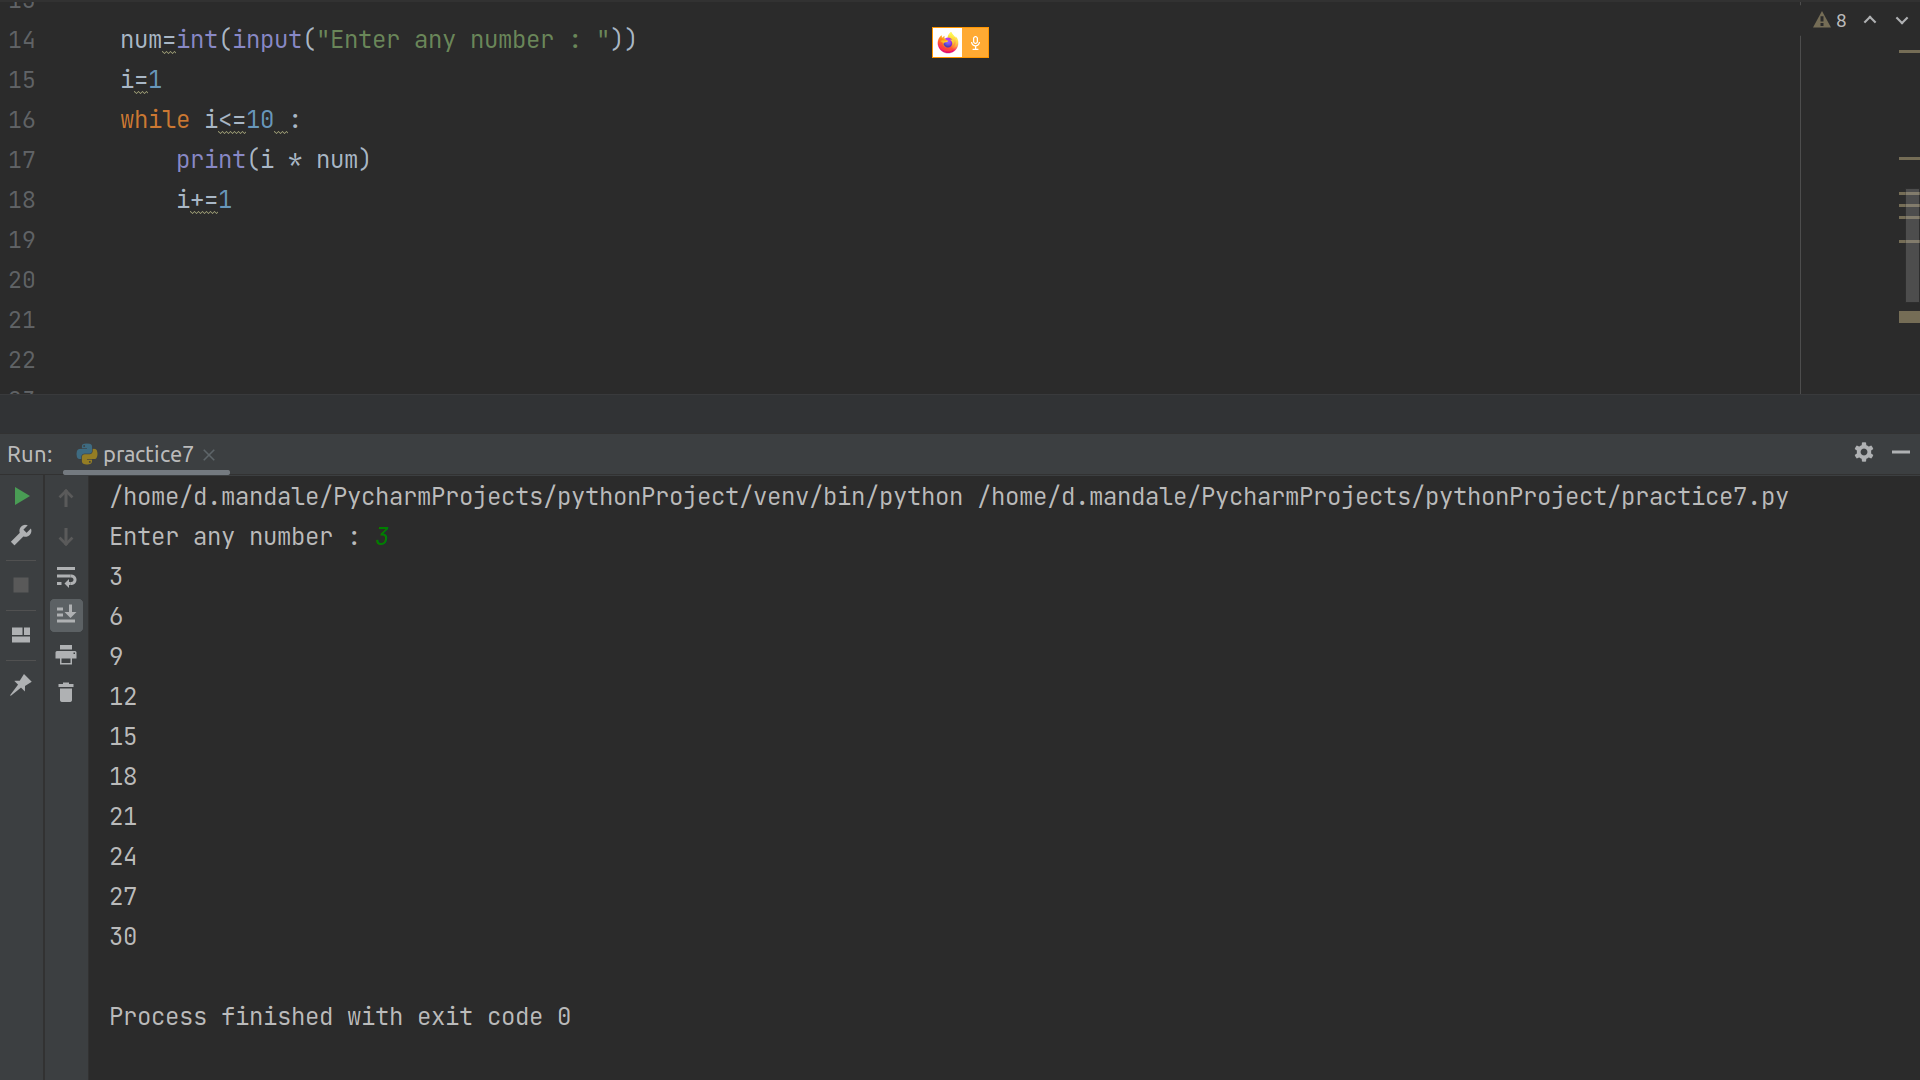 14 num=int(input("Enter any number : "))
8
15 i=1
16 while i<=10 :
17 print(i * num)
18 i+=1
19
20
21
22
Run: practice7
/home/d.mandale/PycharmProjects/pythonProject/venv/bin/python /home/d.mandale/PycharmProjects/pythonProject/practice7.py
Enter any number : 3
3
6
9
12
15
18
21
24
27
30
Process finished with exit code 0